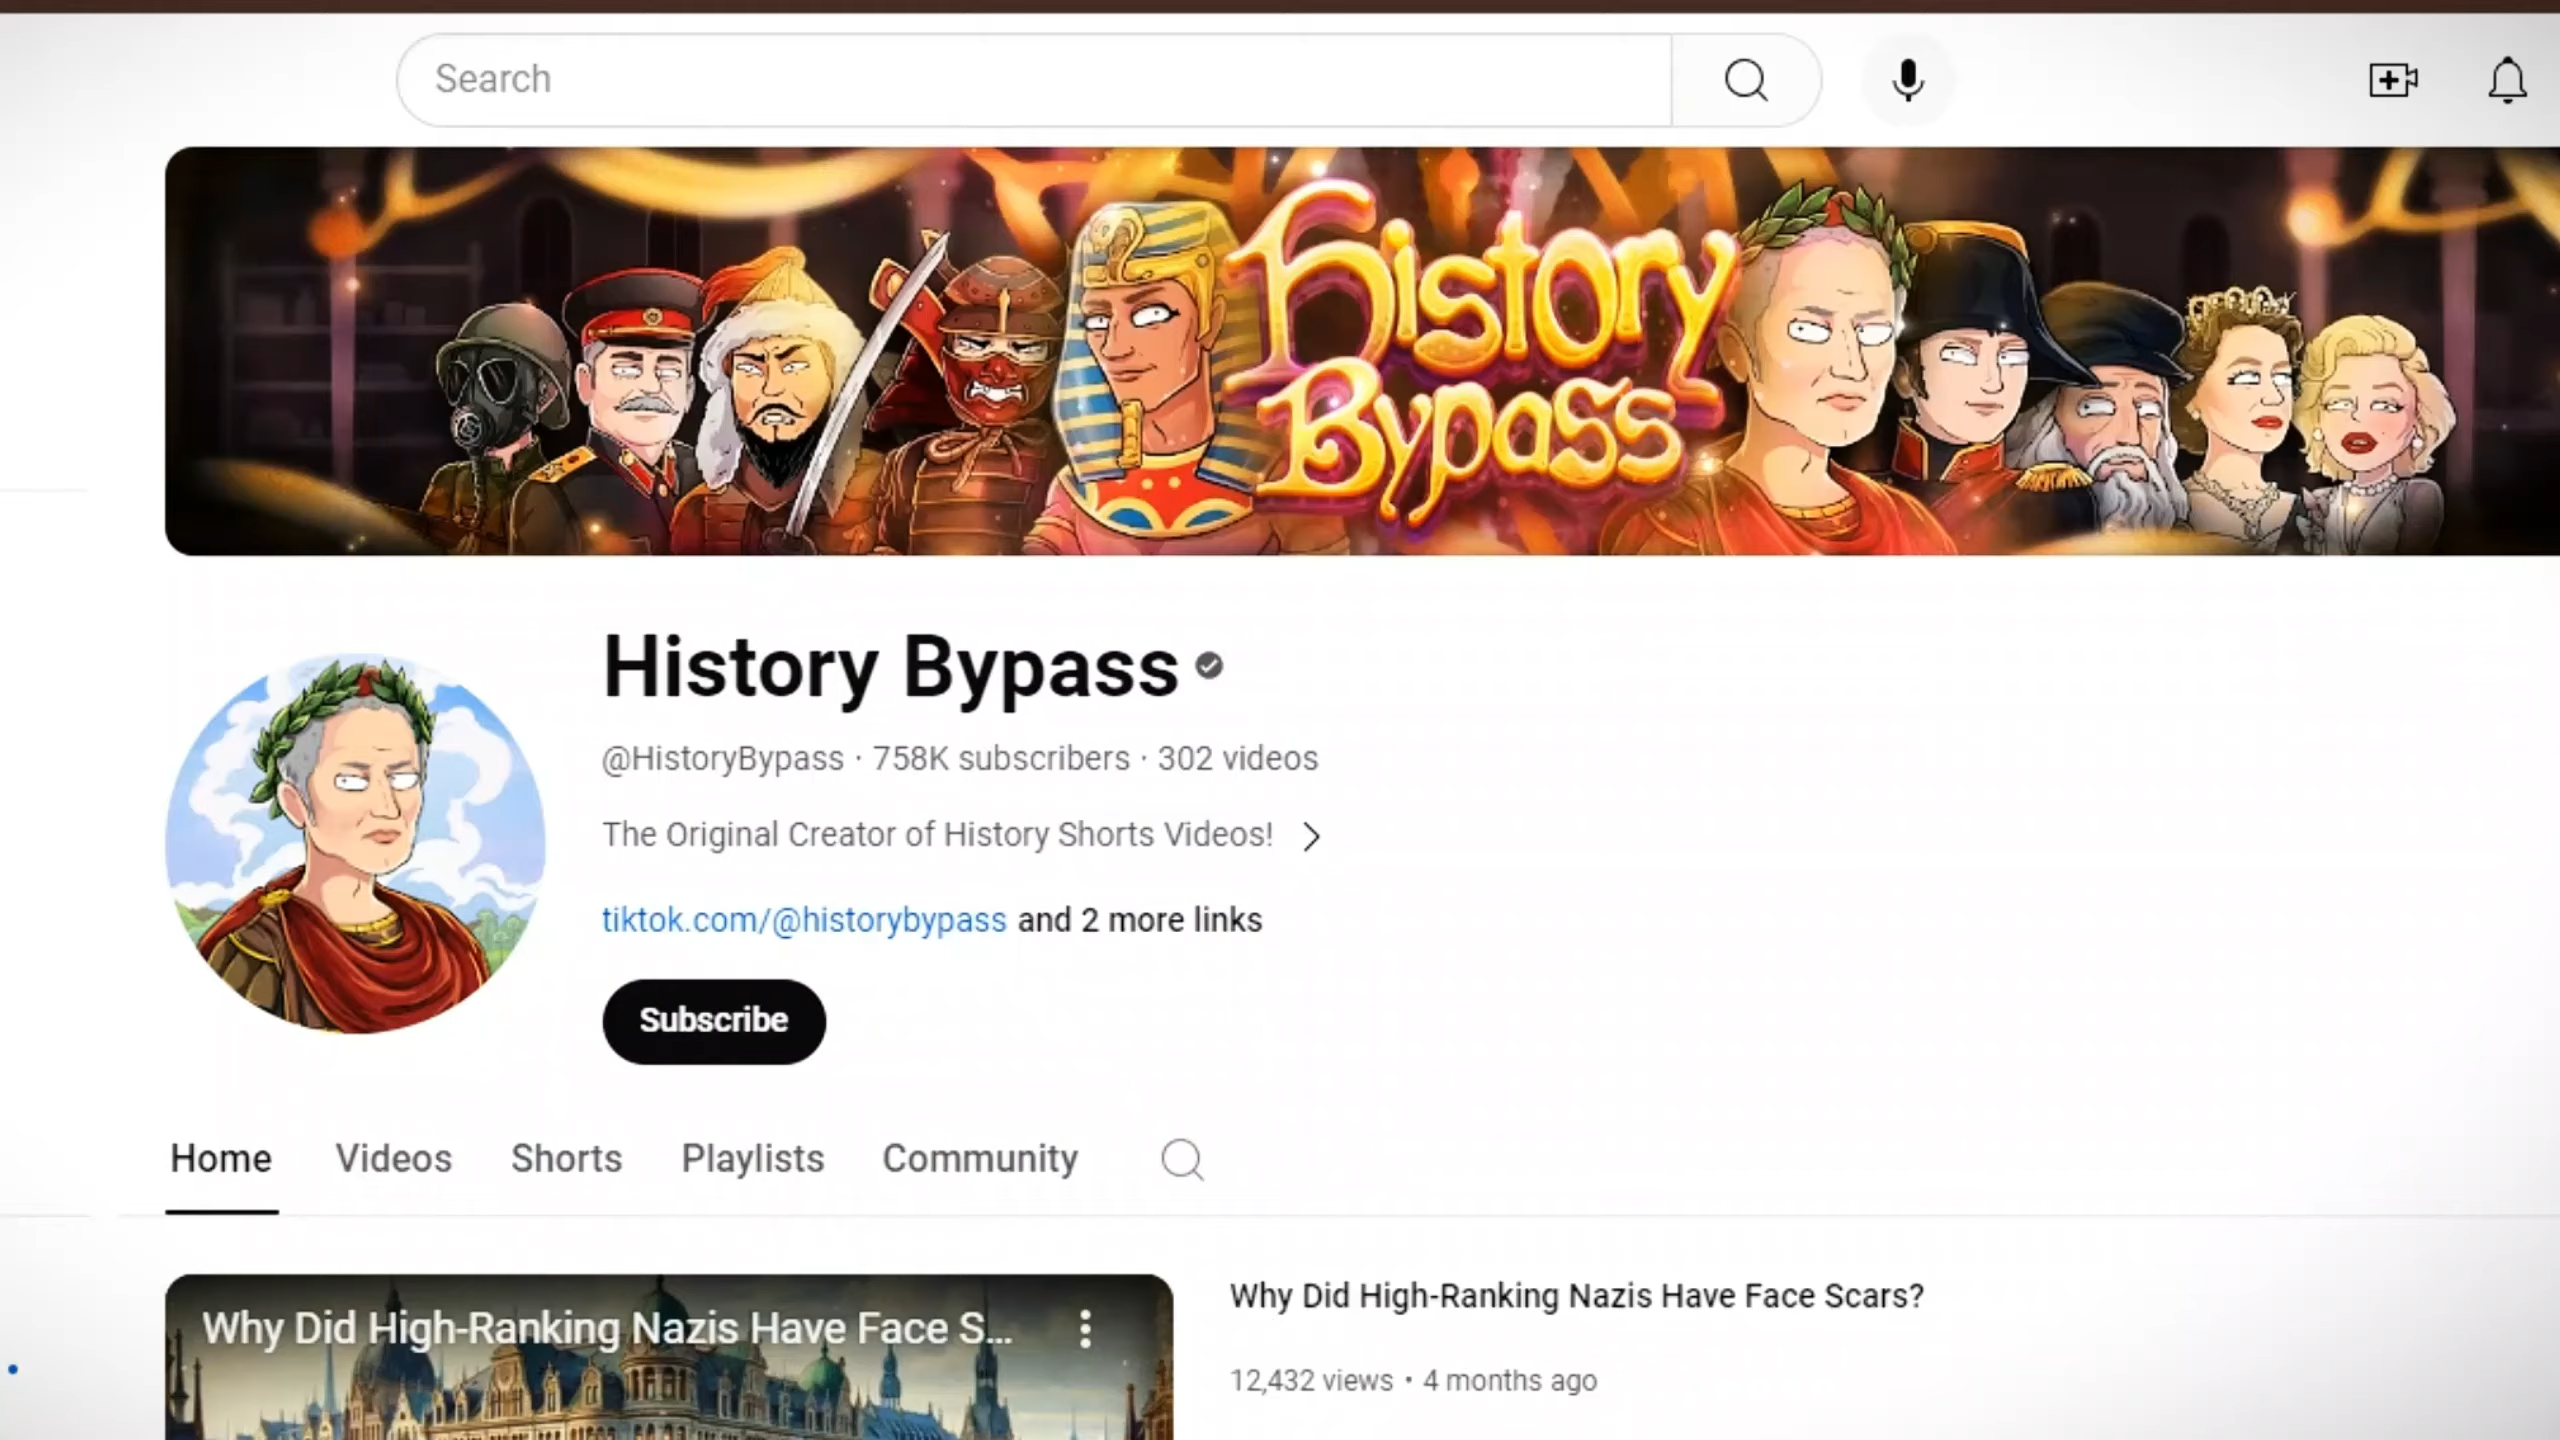 Search
History
Bypass
History Bypass
@HistoryBypass · 758K subscribers · 302 videos
The Original Creator of History Shorts Videos!
tiktok.com/@historybypass and 2 more links
Subscribe
Home Videos Shorts Playlists Community
Why Did High-Ranking Nazis Have Face S...
Why Did High-Ranking Nazis Have Face Scars?
12,432 views • 4 months ago